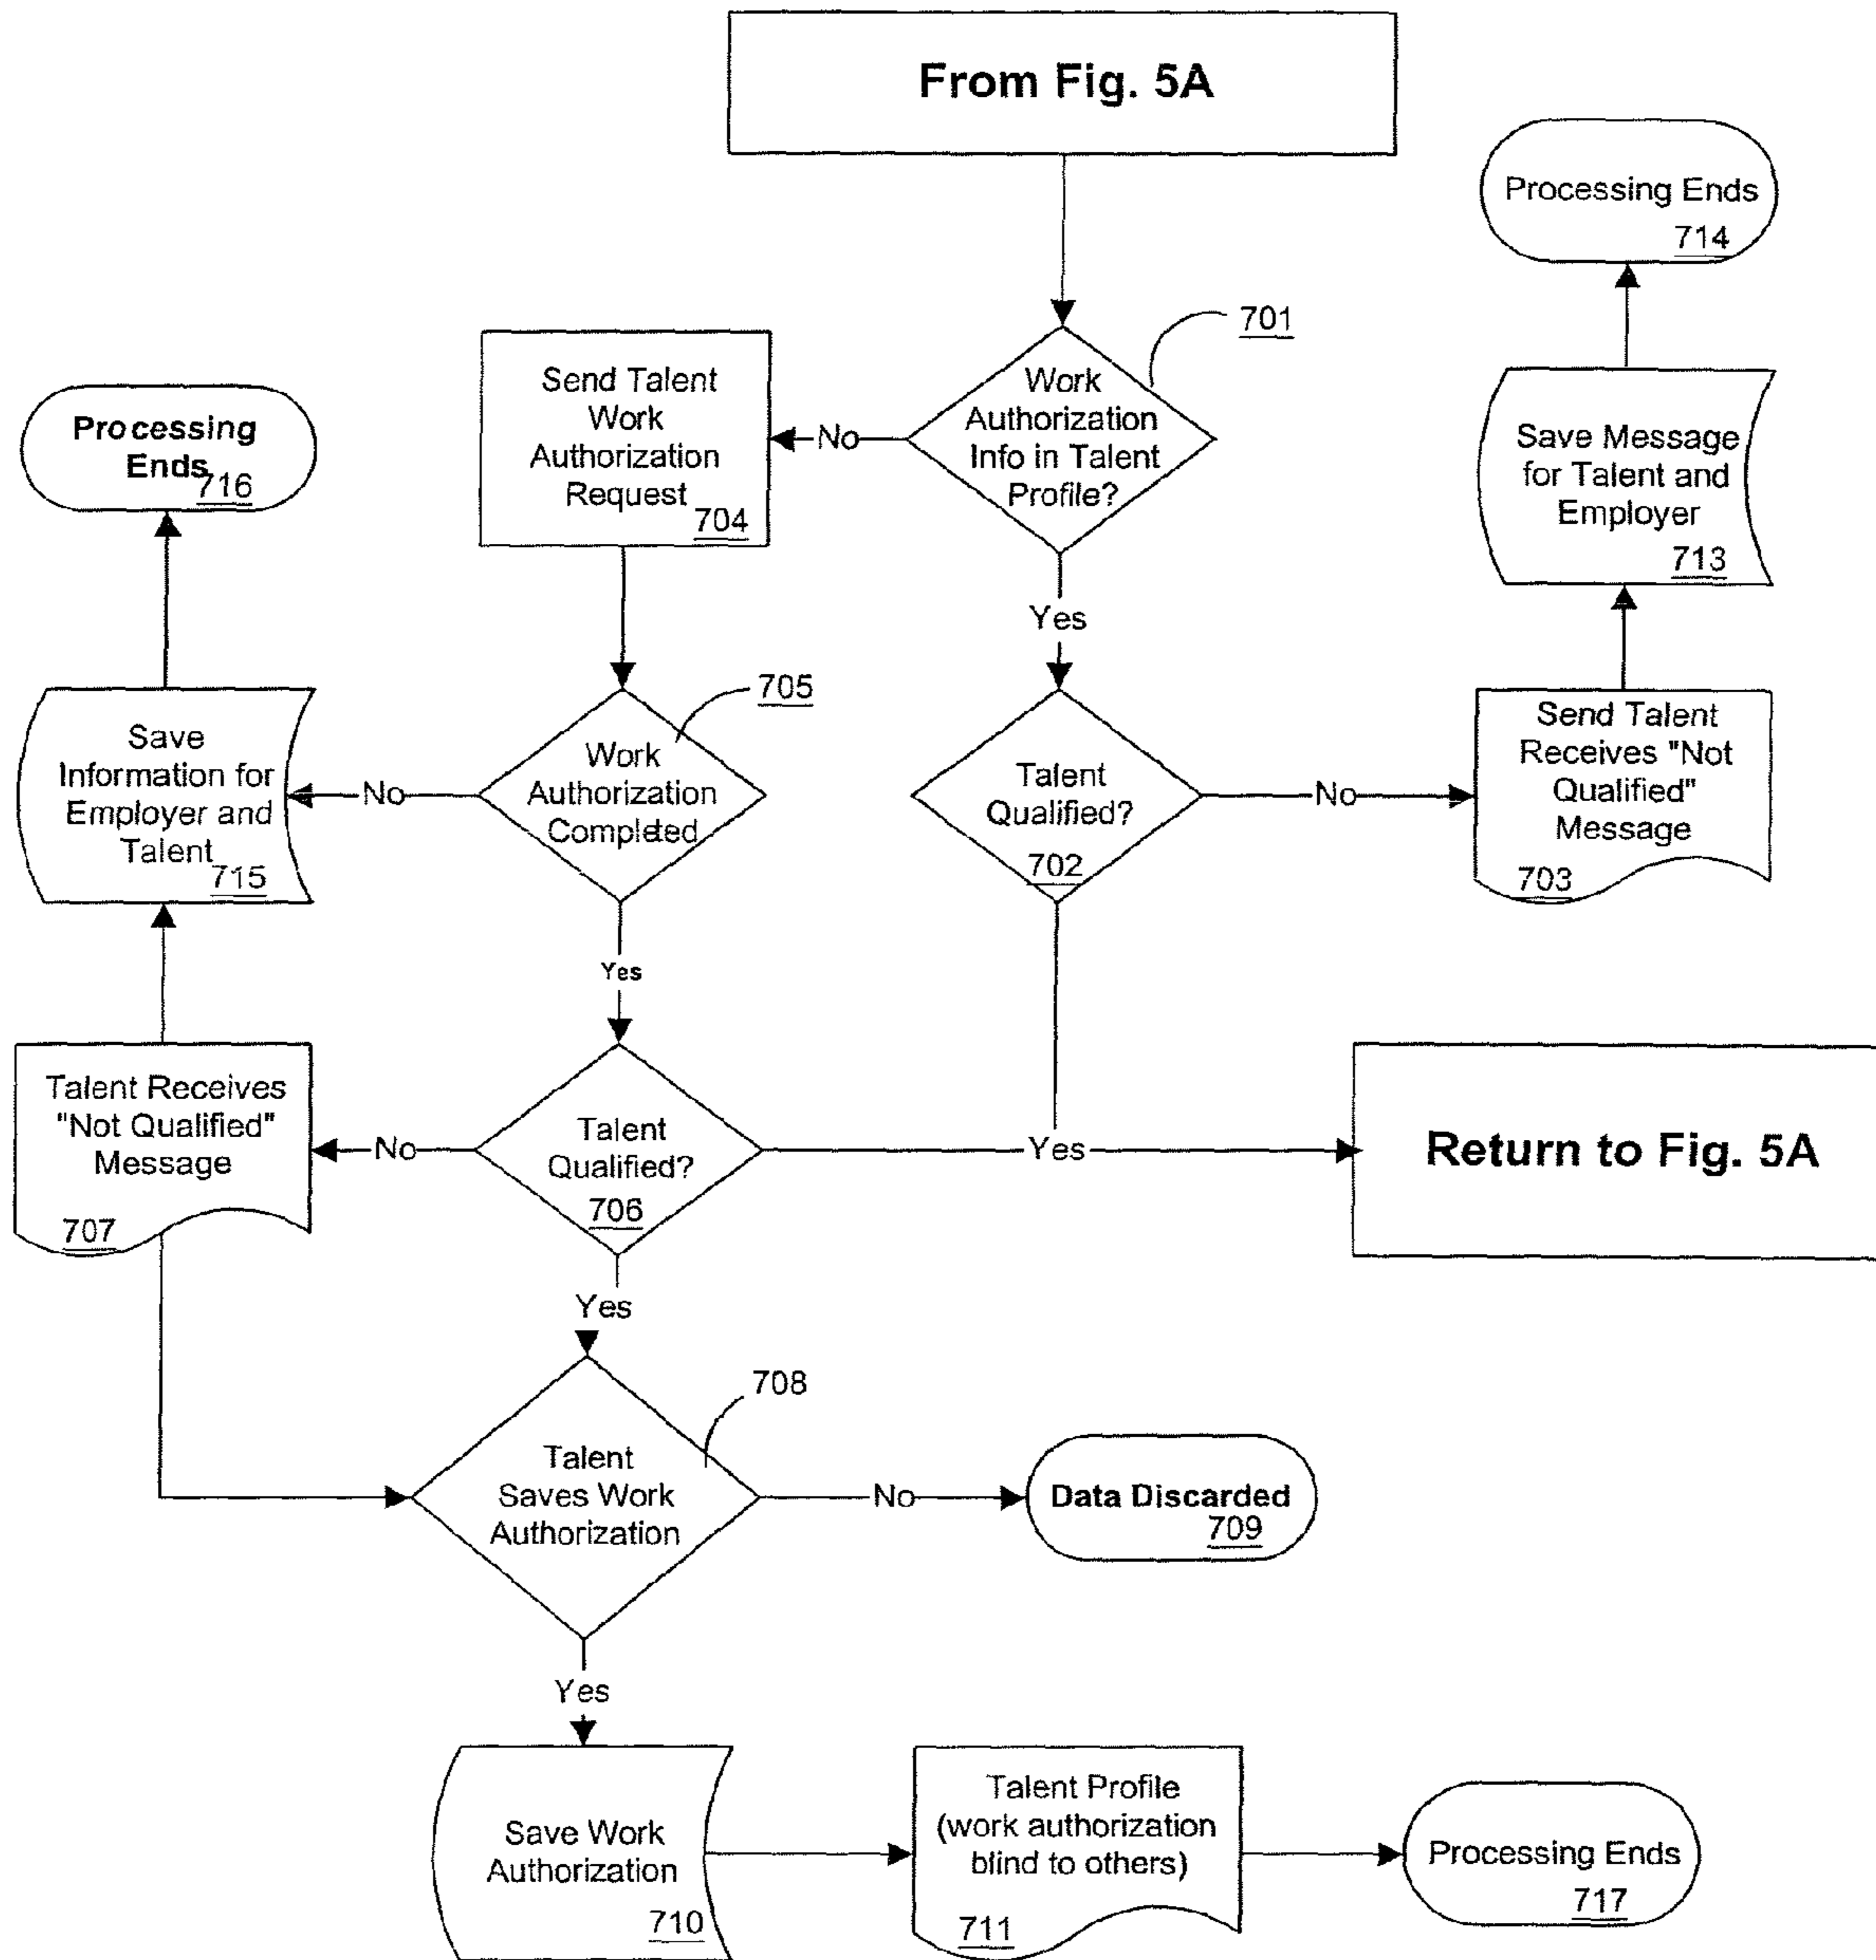 From Fig. 5A
Processing Ends
714
701
Work
Authorization
Info in Talent
Profile?
No
Send Talent
Work
Authorization
Request
704
Processing
Ends
716
Save Message
for Talent and
Employer
713
Yes
705
Work
Authorization
Completed
No
Save
Information for
Employer and
Talent
715
Talent
Qualified?
702
No
Send Talent
Receives "Not
Qualified"
Message
703
Yes
Talent Receives
"Not Qualified"
Message
707
No
Talent
Qualified?
706
Yes
Return to Fig. 5A
Yes
708
Talent
Saves Work
Authorization
No
Data Discarded
709
Yes
Save Work
Authorization
710
Talent Profile
(work authorization
blind to others)
711
Processing Ends
717